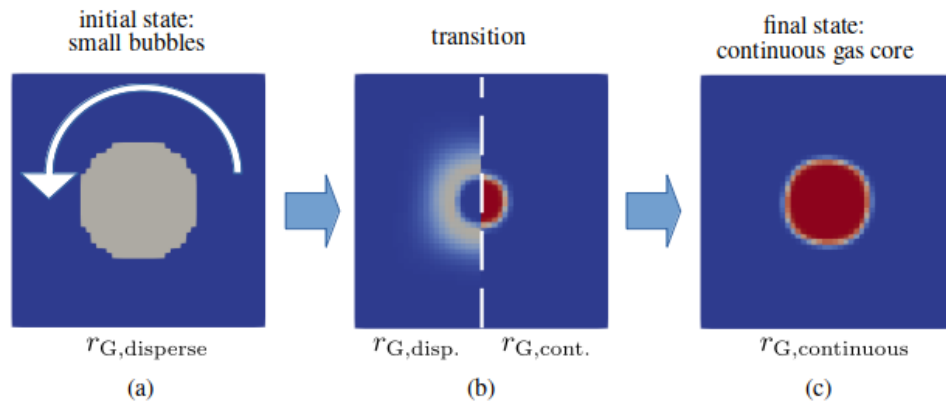 initial state:
small bubbles
transition
final state:
continuous gas core
r_G,disperse
r_G,disp.
r_G,cont.
r_G,continuous
(a)
(b)
(c)